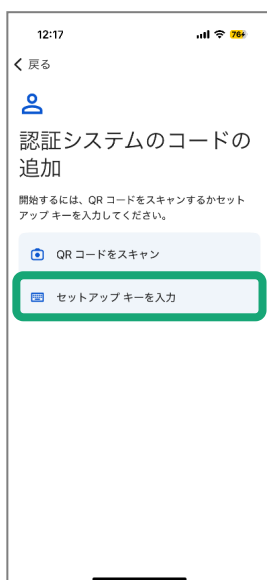 12:17
76
戻る
認証システムのコードの
追加
開始するには、QR コードをスキャンするかセット
アップ キーを入力してください。
QR コードをスキャン
セットアップ キーを入力